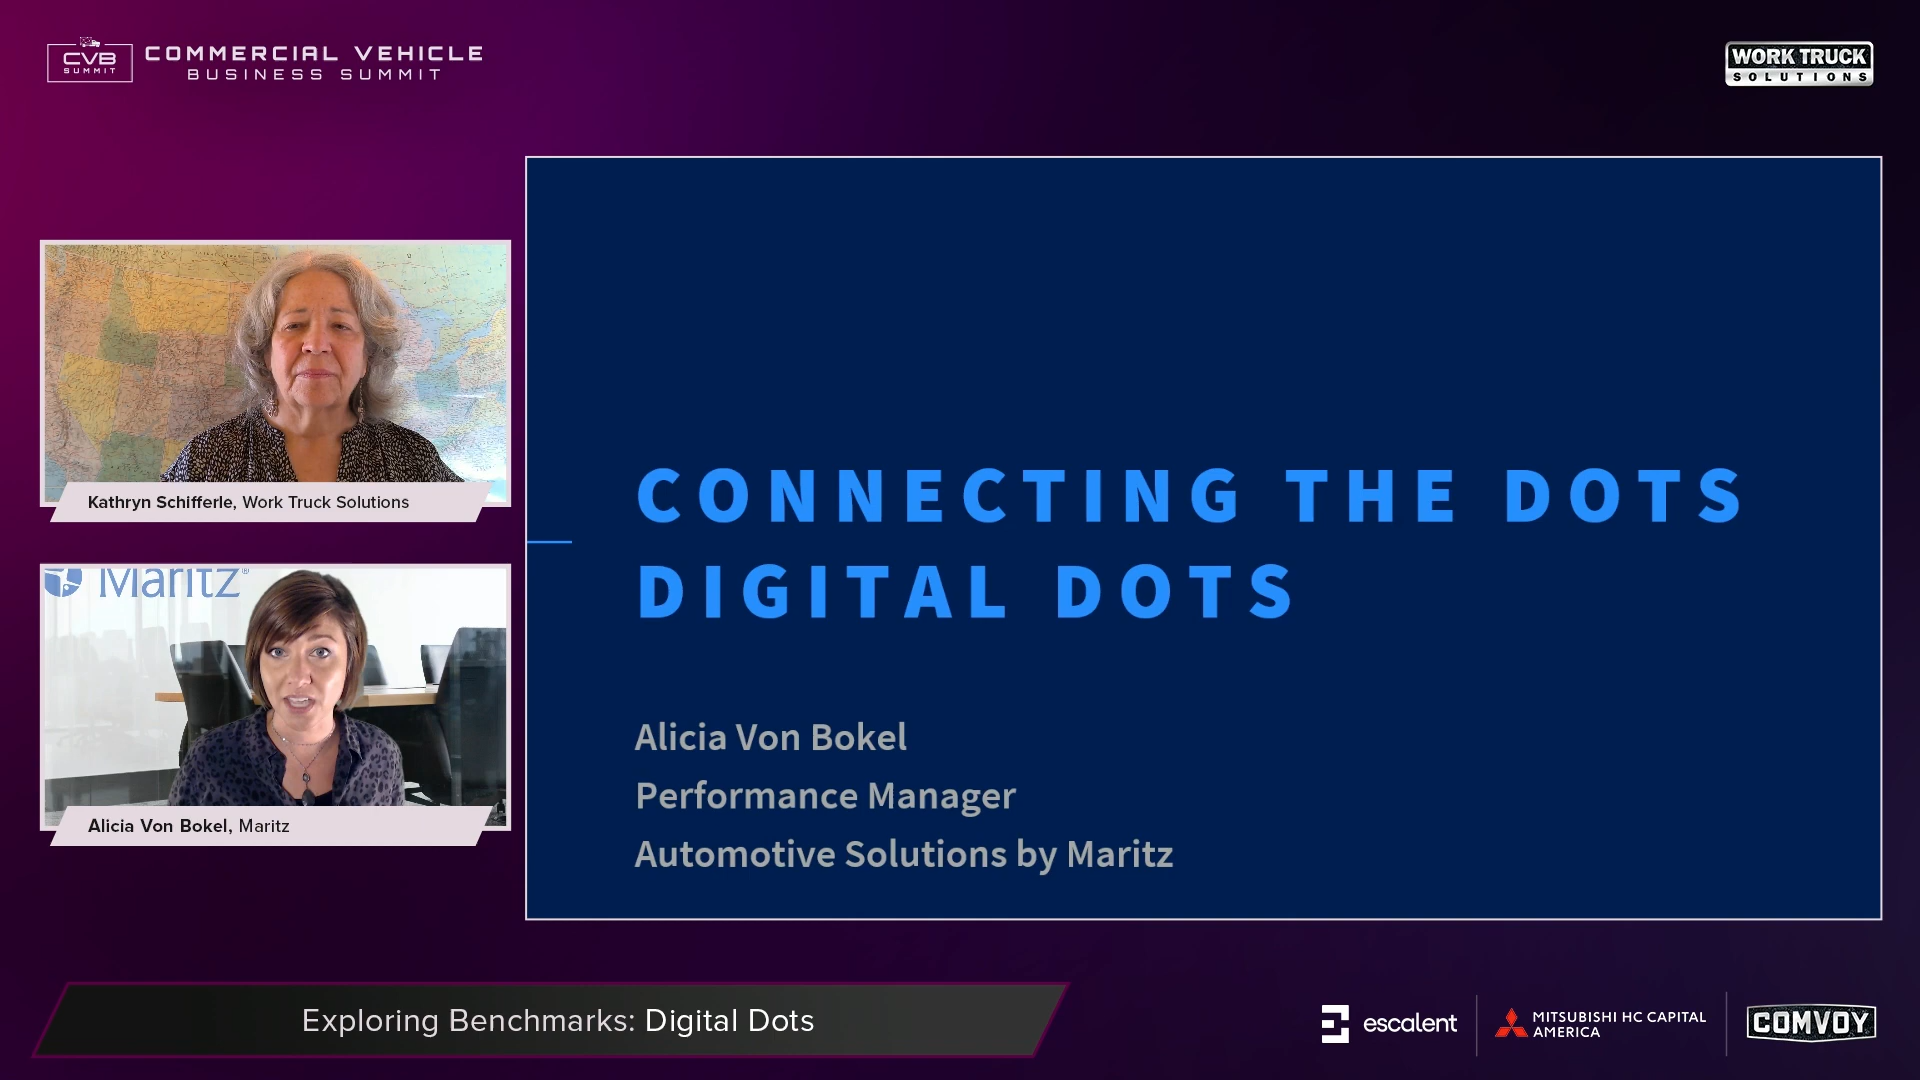 CVB
SUMMIT
COMMERCIAL VEHICLE
BUSINESS SUMMIT
WORK TRUCK
SOLUTIONS
Kathryn Schifferle, Work Truck Solutions
Maritz®
Alicia Von Bokel, Maritz
CONNECTING THE DOTS
DIGITAL DOTS
Alicia Von Bokel
Performance Manager
Automotive Solutions by Maritz
Exploring Benchmarks: Digital Dots
escalent
MITSUBISHI HC CAPITAL
AMERICA
COMVOY